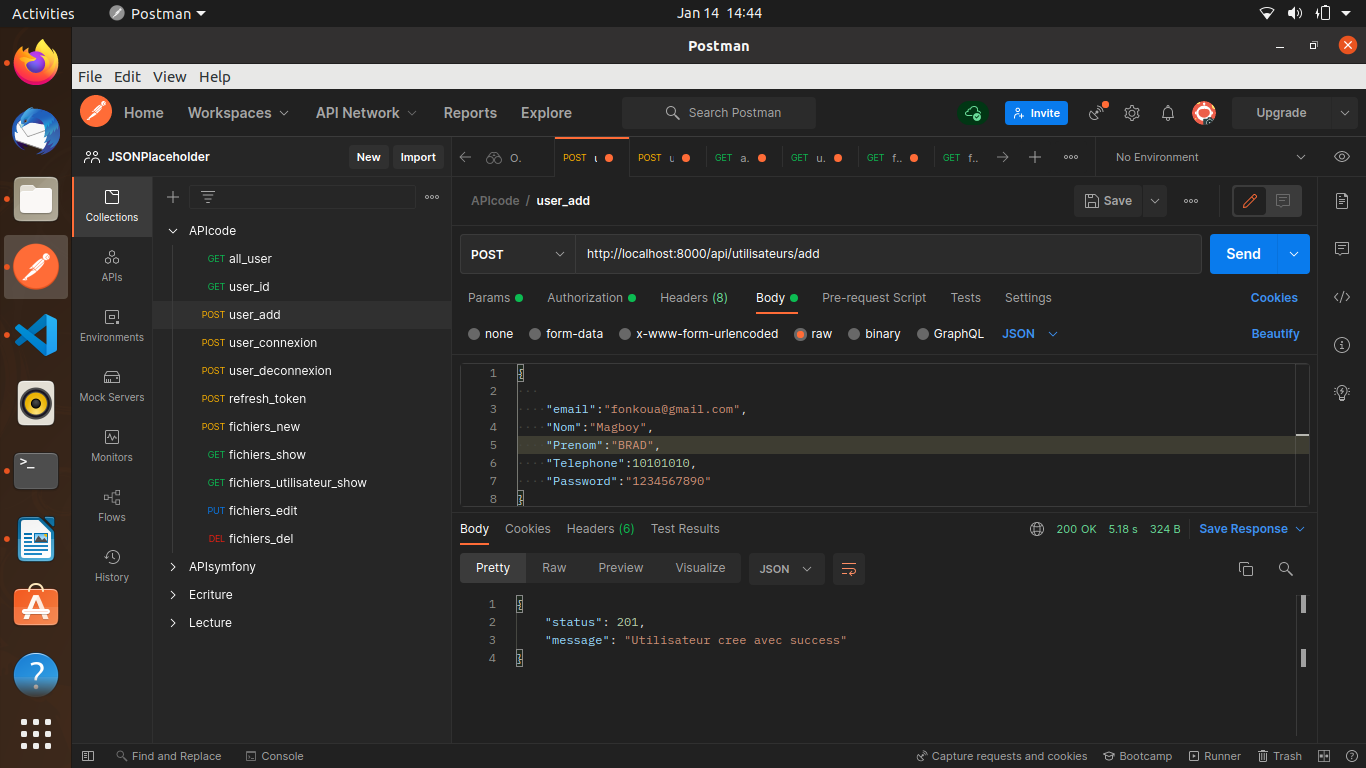 Activities Postman Jan 14 14:44
Postman
File Edit View Help
Home Workspaces API Network Reports Explore Search Postman Invite Upgrade
JSONPlaceholder New Import
O. POST u POST u GET a. GET u. GET f.. GET f.. No Environment
Collections
APIs
Environments
Mock Servers
Monitors
Flows
History
APIcode
GET all_user
GET user_id
POST user_add
POST user_connexion
POST user_deconnexion
POST refresh_token
POST fichiers_new
GET fichiers_show
GET fichiers_utilisateur_show
PUT fichiers_edit
DEL fichiers_del
APIsymfony
Ecriture
Lecture
APIcode / user_add Save
POST http://localhost:8000/api/utilisateurs/add Send
Params Authorization Headers (8) Body Pre-request Script Tests Settings Cookies
none form-data x-www-form-urlencoded raw binary GraphQL JSON Beautify
1 {
2
3 "email":"fonkoua@gmail.com",
4 "Nom":"Magboy",
5 "Prenom":"BRAD",
6 "Telephone":10101010,
7 "Password":"1234567890"
8 }
Body Cookies Headers (6) Test Results 200 OK 5.18 s 324 B Save Response
Pretty Raw Preview Visualize JSON
1 {
2 "status": 201,
3 "message": "Utilisateur cree avec success"
4 }
Find and Replace Console Capture requests and cookies Bootcamp Runner Trash